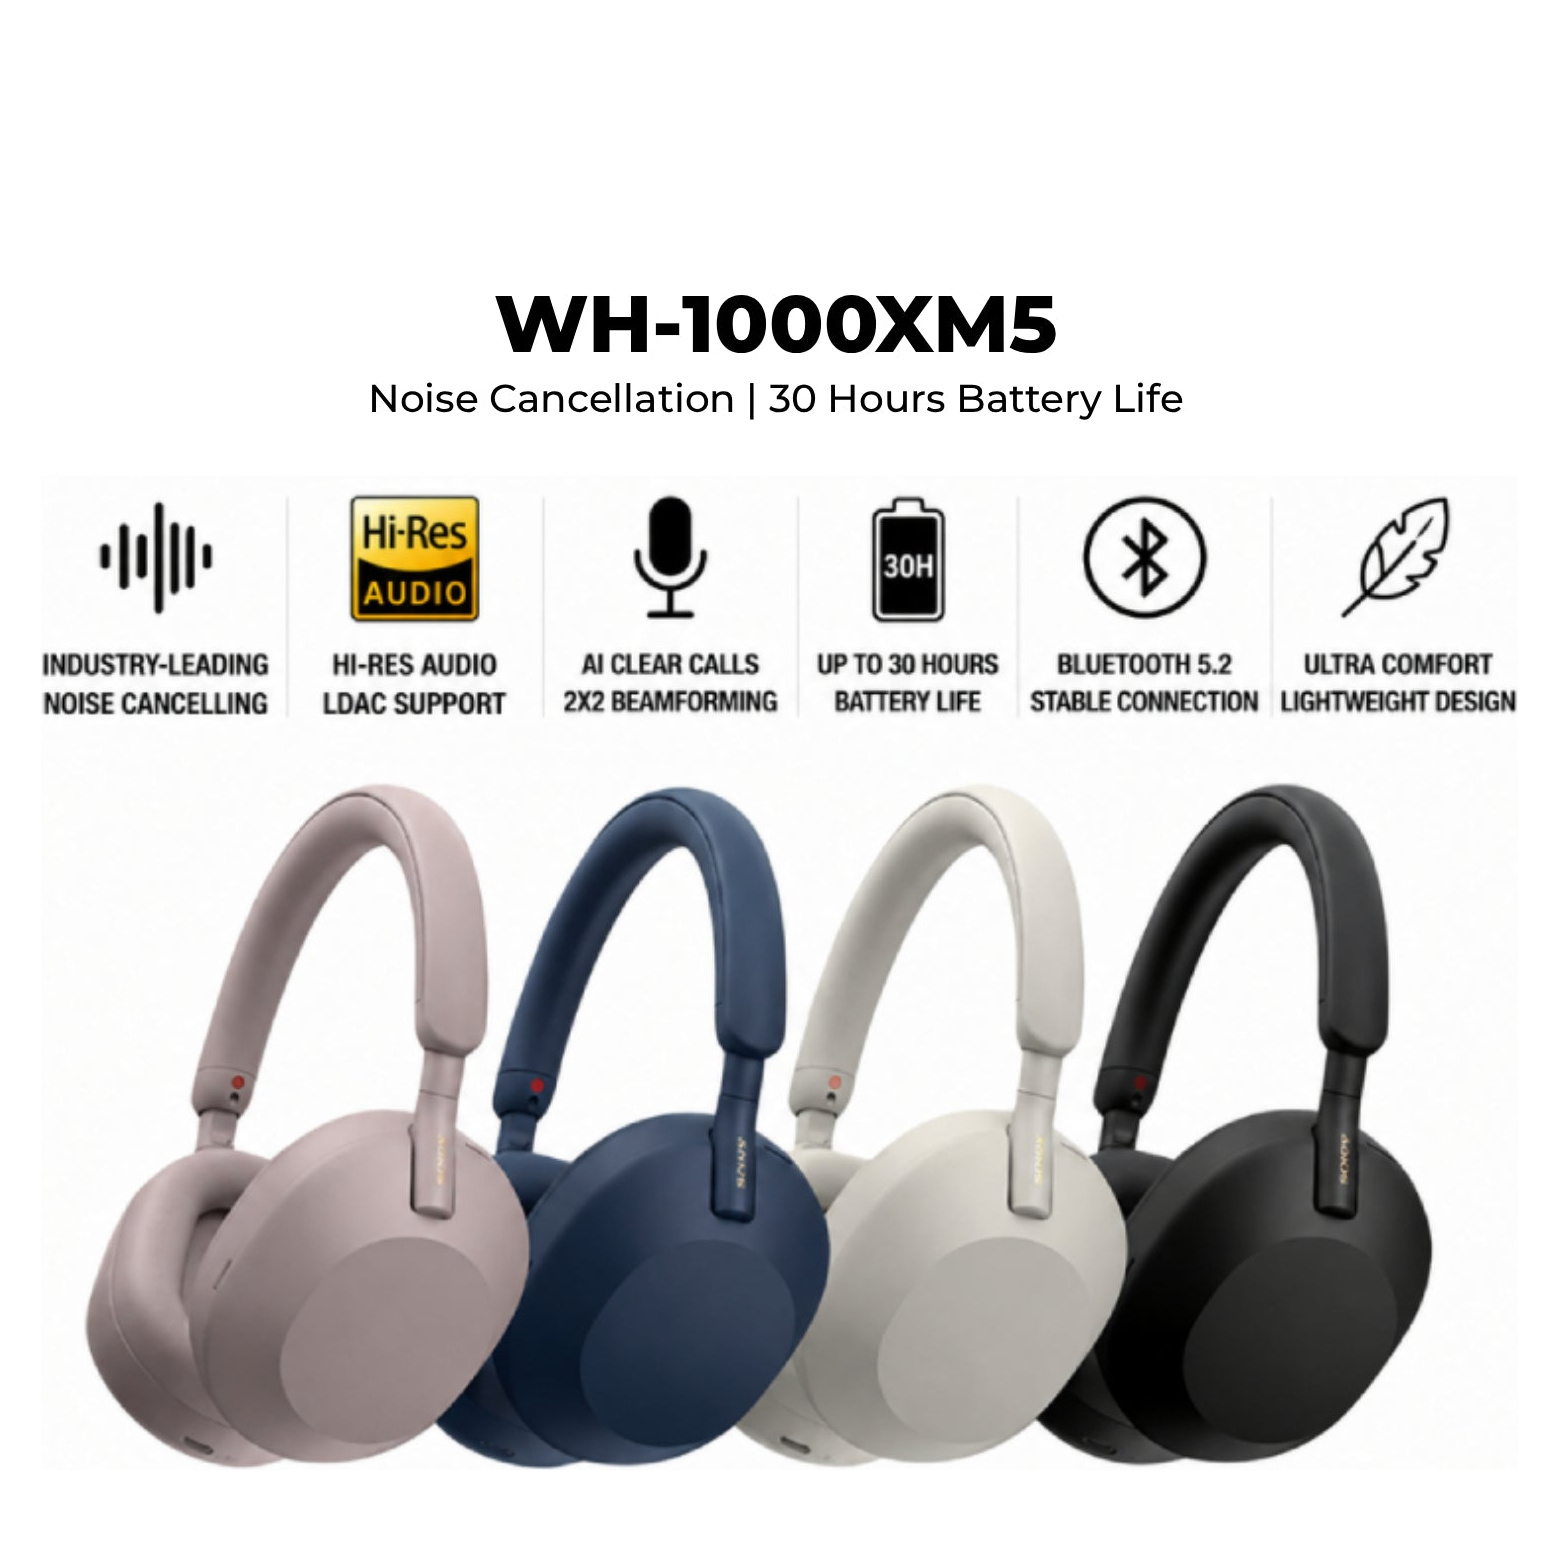 WH-1000XM5
Noise Cancellation | 30 Hours Battery Life
Hi-Res
AUDIO
30H
INDUSTRY-LEADING
NOISE CANCELLING
HI-RES AUDIO
LDAC SUPPORT
AI CLEAR CALLS
2X2 BEAMFORMING
UP TO 30 HOURS
BATTERY LIFE
BLUETOOTH 5.2
STABLE CONNECTION
ULTRA COMFORT
LIGHTWEIGHT DESIGN